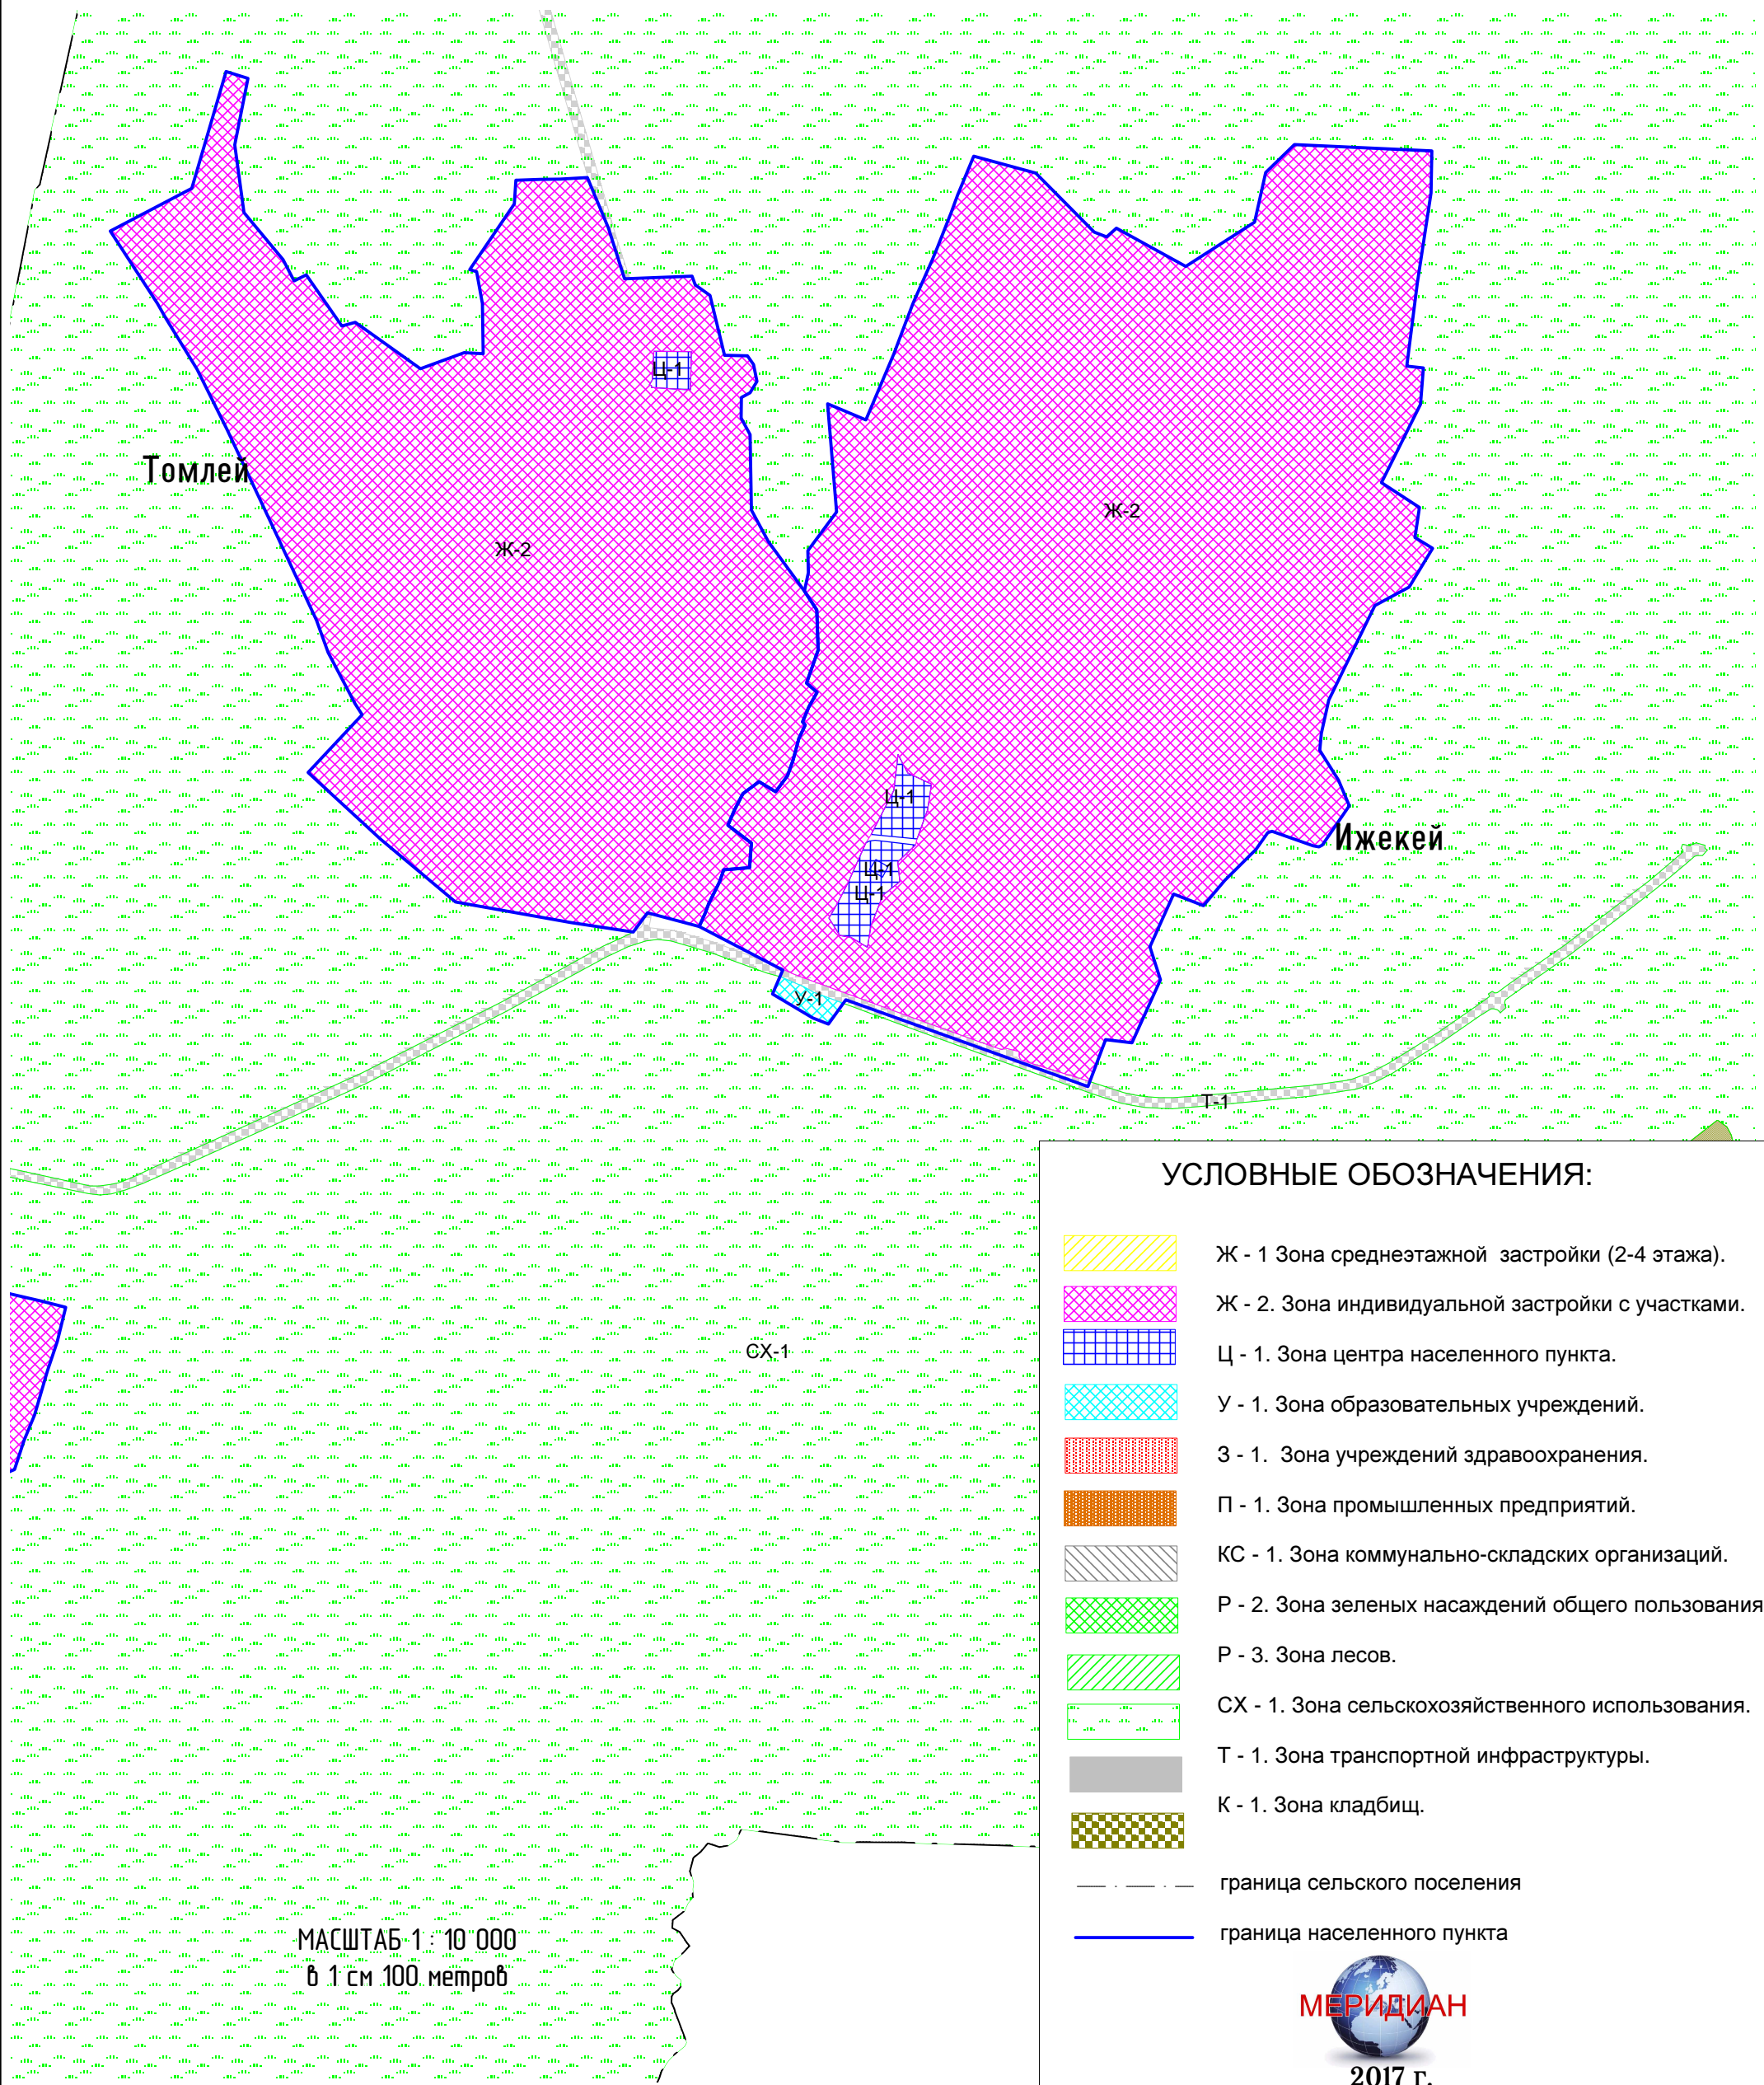 Ц-1
Томлей
Ж-2
Ж-2
Ц-1
Ижекей
Ц-1
Ц-1
У-1
Т-1
СХ-1
УСЛОВНЫЕ ОБОЗНАЧЕНИЯ:
Ж - 1 Зона среднеэтажной застройки (2-4 этажа).
Ж - 2. Зона индивидуальной застройки с участками.
Ц - 1. Зона центра населенного пункта.
У - 1. Зона образовательных учреждений.
З - 1. Зона учреждений здравоохранения.
П - 1. Зона промышленных предприятий.
КС - 1. Зона коммунально-складских организаций.
Р - 2. Зона зеленых насаждений общего пользования
Р - 3. Зона лесов.
СХ - 1. Зона сельскохозяйственного использования.
Т - 1. Зона транспортной инфраструктуры.
К - 1. Зона кладбищ.
граница сельского поселения
граница населенного пункта
МАСШТАБ 1 : 10 000
в 1 см 100 метров
МЕРИДИАН
2017 г.